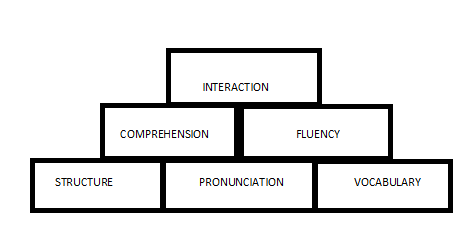 INTERACTION
COMPREHENSION FLUENCY
STRUCTURE PRONUNCIATION VOCABULARY